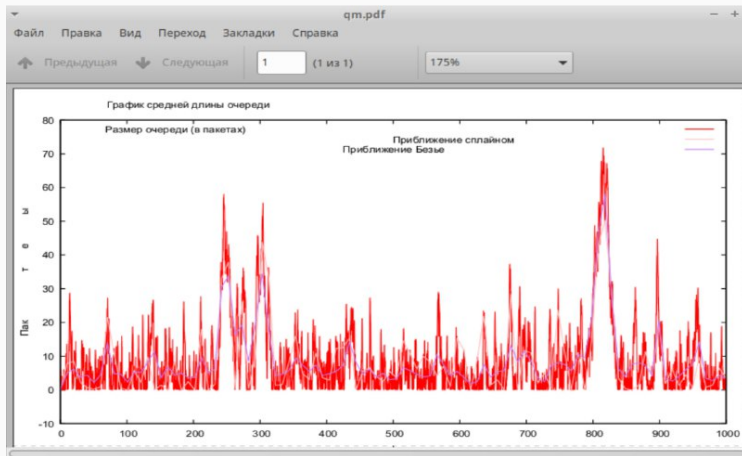 qm.pdf
Файл Правка Вид Переход Закладки Справка
Предыдущая Следующая 1 (1 из 1) 175%
График средней длины очереди
Размер очереди (в пакетах)
Приближение сплайном
Приближение Безье
Пак т е ы
80
70
60
50
40
30
20
10
0
-10
0 100 200 300 400 500 600 700 800 900 1000